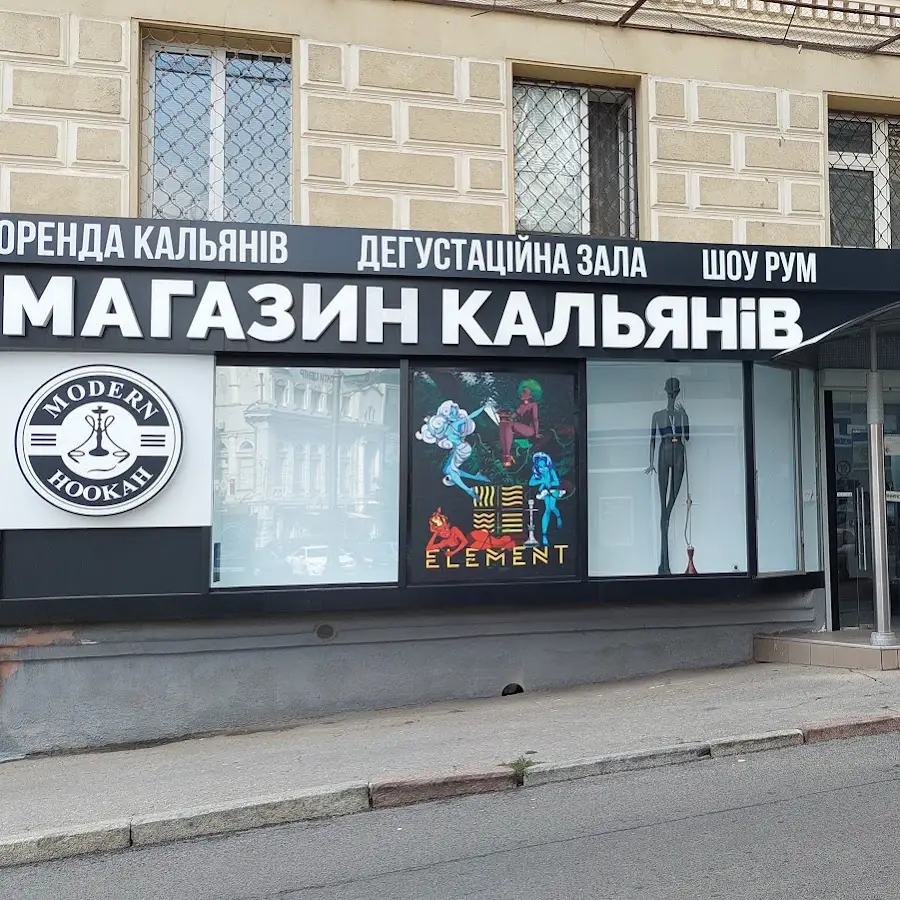 ОРЕНДА КАЛЬЯНІВ ДЕГУСТАЦІЙНА ЗАЛА ШОУ РУМ
МАГАЗИН КАЛЬЯНіВ
MODERN
HOOKAH
ELEMENT